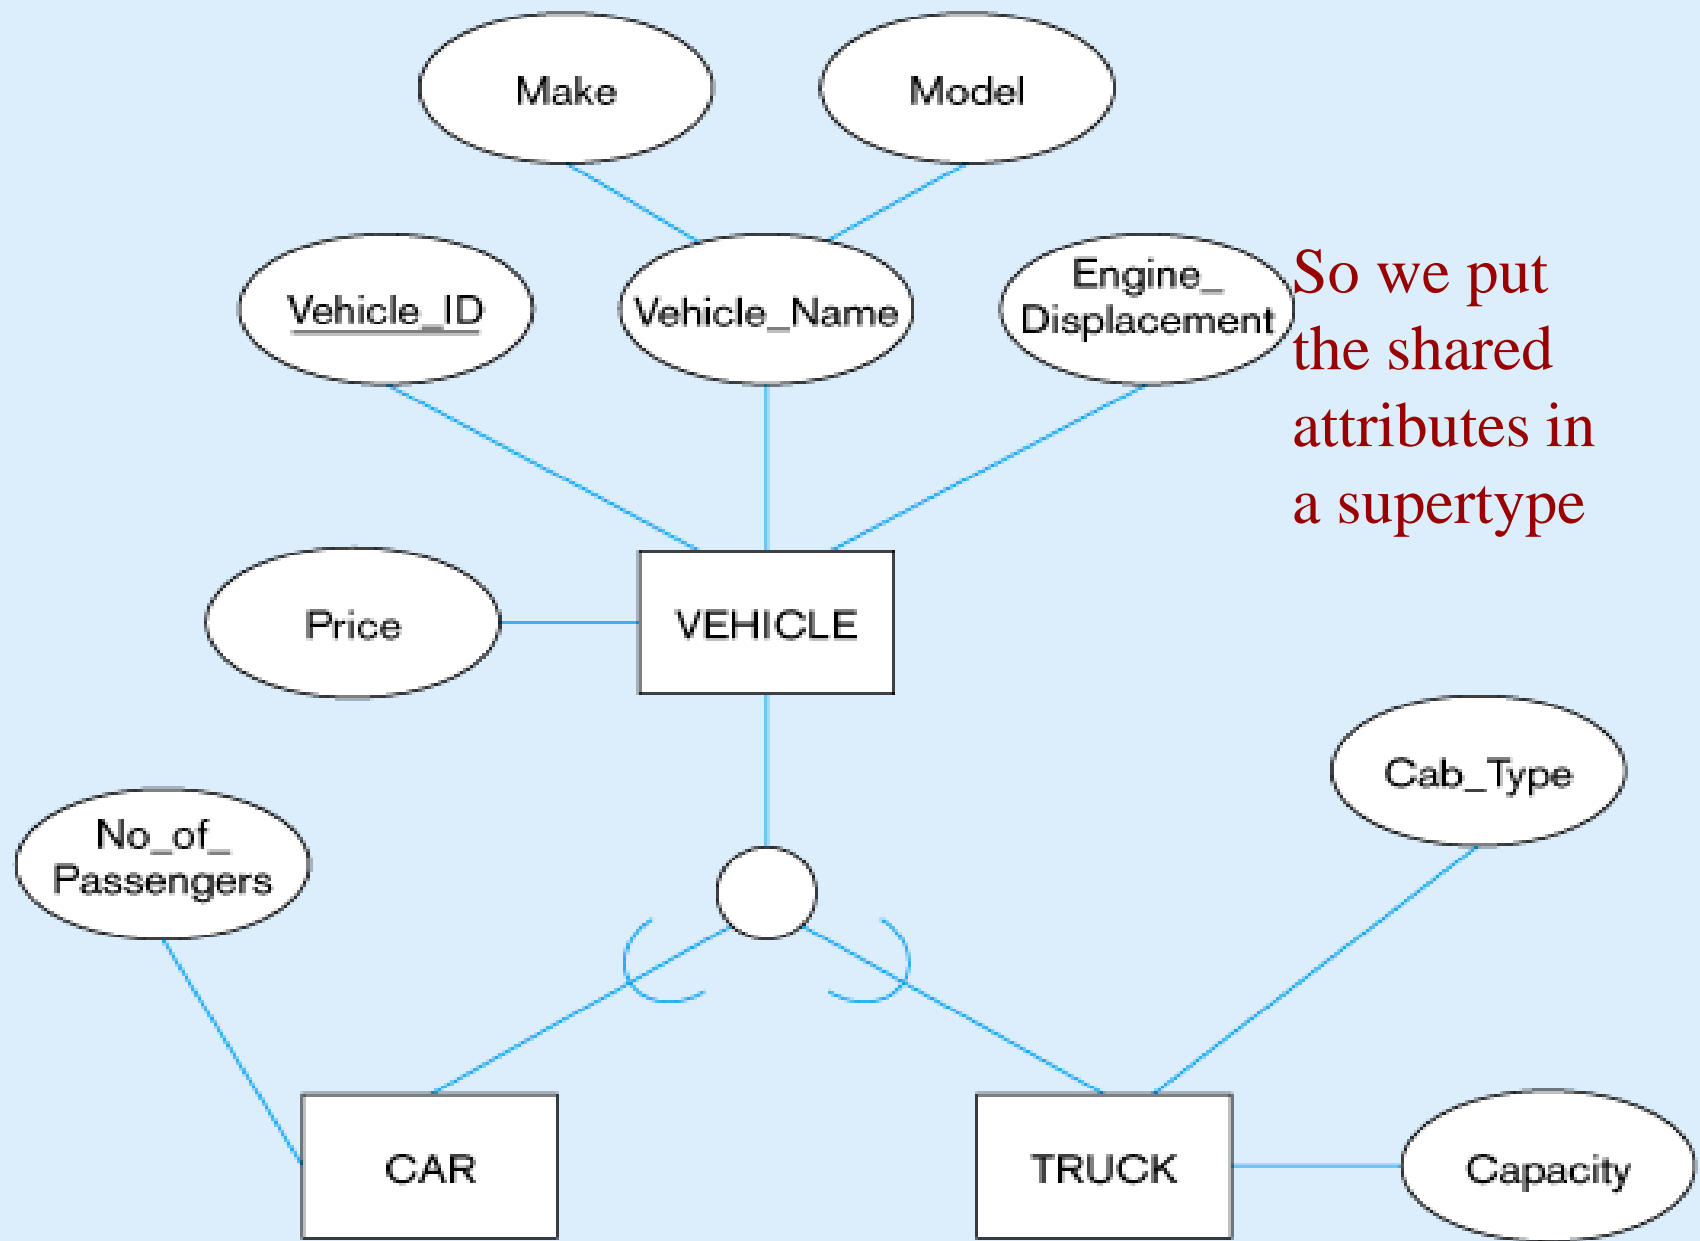 Make
Model
Vehicle_ID
Vehicle_Name
Engine_
Displacement
So we put
the shared
attributes in
a supertype
Price
VEHICLE
Cab_Type
No_of_
Passengers
CAR
TRUCK
Capacity